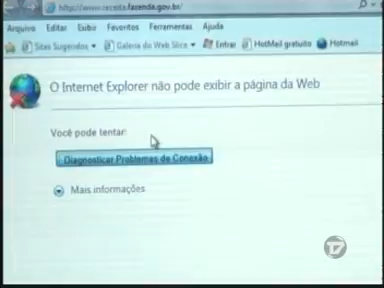 http://www.receita.fazenda.gov.br/
Arquivo Editar Exibir Favoritos Ferramentas Ajuda
Sites Sugeridos Galeria do Web Slice Entrar HotMail gratuito Hotmail
O Internet Explorer não pode exibir a página da Web
Você pode tentar:
Diagnosticar Problemas de Conexão
Mais informações